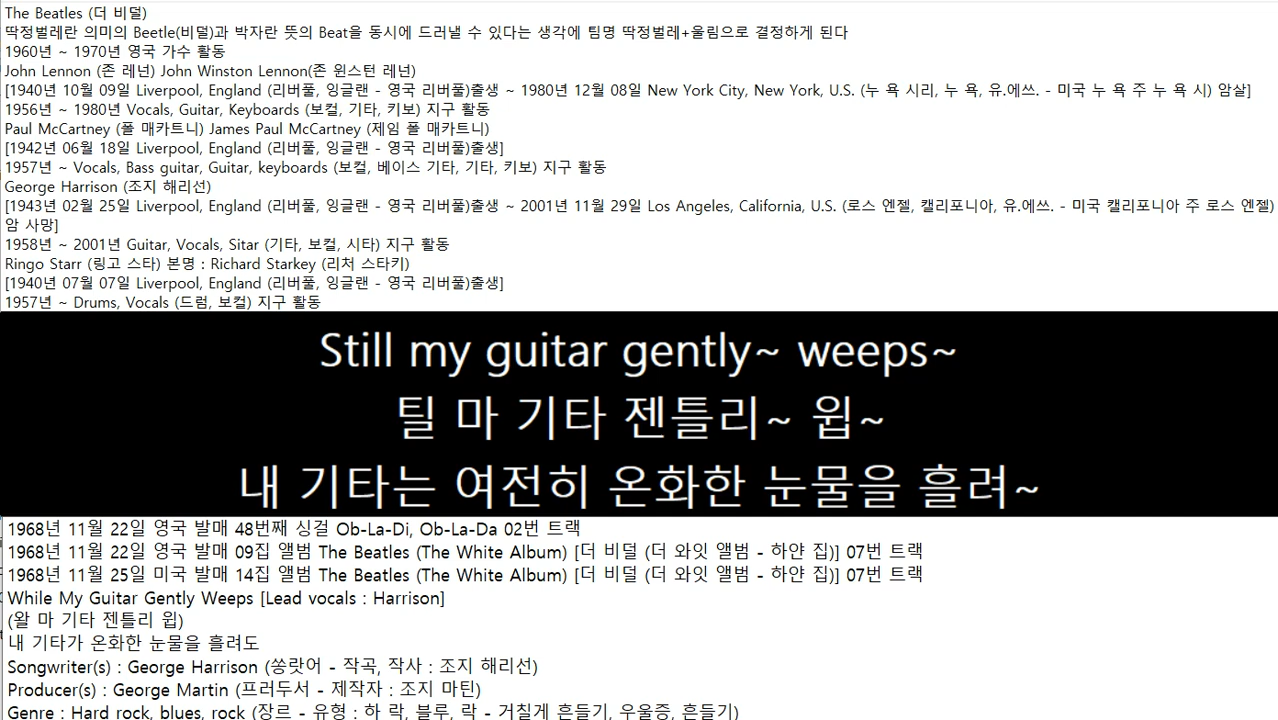 The Beatles (더 비덜)
딱정벌레란 의미의 Beetle(비덜)과 박자란 뜻의 Beat을 동시에 드러낼 수 있다는 생각에 팀명 딱정벌레+울림으로 결정하게 된다
1960년 ~ 1970년 영국 가수 활동
John Lennon (존 레넌) John Winston Lennon(존 윈스턴 레넌)
[1940년 10월 09일 Liverpool, England (리버풀, 잉글랜 - 영국 리버풀)출생 ~ 1980년 12월 08일 New York City, New York, U.S. (누 욕 시리, 누 욕, 유.에쓰. - 미국 누 욕 주 누 욕 시) 암살]
1956년 ~ 1980년 Vocals, Guitar, Keyboards (보컬, 기타, 키보) 지구 활동
Paul McCartney (폴 매카트니) James Paul McCartney (제임 폴 매카트니)
[1942년 06월 18일 Liverpool, England (리버풀, 잉글랜 - 영국 리버풀)출생]
1957년 ~ Vocals, Bass guitar, Guitar, keyboards (보컬, 베이스 기타, 기타, 키보) 지구 활동
George Harrison (조지 해리선)
[1943년 02월 25일 Liverpool, England (리버풀, 잉글랜 - 영국 리버풀)출생 ~ 2001년 11월 29일 Los Angeles, California, U.S. (로스 엔젤, 캘리포니아, 유.에쓰. - 미국 캘리포니아 주 로스 엔젤)
암 사망]
1958년 ~ 2001년 Guitar, Vocals, Sitar (기타, 보컬, 시타) 지구 활동
Ringo Starr (링고 스타) 본명 : Richard Starkey (리처 스타키)
[1940년 07월 07일 Liverpool, England (리버풀, 잉글랜 - 영국 리버풀)출생]
1957년 ~ Drums, Vocals (드럼, 보컬) 지구 활동
Still my guitar gently~ weeps~
틸 마 기타 젠틀리~ 윕~
내 기타는 여전히 온화한 눈물을 흘려~
1968년 11월 22일 영국 발매 48번째 싱걸 Ob-La-Di, Ob-La-Da 02번 트랙
1968년 11월 22일 영국 발매 09집 앨범 The Beatles (The White Album) [더 비덜 (더 와잇 앨범 - 하얀 집)] 07번 트랙
1968년 11월 25일 미국 발매 14집 앨범 The Beatles (The White Album) [더 비덜 (더 와잇 앨범 - 하얀 집)] 07번 트랙
While My Guitar Gently Weeps [Lead vocals : Harrison]
(왈 마 기타 젠틀리 윕)
내 기타가 온화한 눈물을 흘려도
Songwriter(s) : George Harrison (쏭랏어 - 작곡, 작사 : 조지 해리선)
Producer(s) : George Martin (프러두서 - 제작자 : 조지 마틴)
Genre : Hard rock, blues, rock (장르 - 유형 : 하 락, 블루, 락 - 거칠게 흔들기, 우울증, 흔들기)